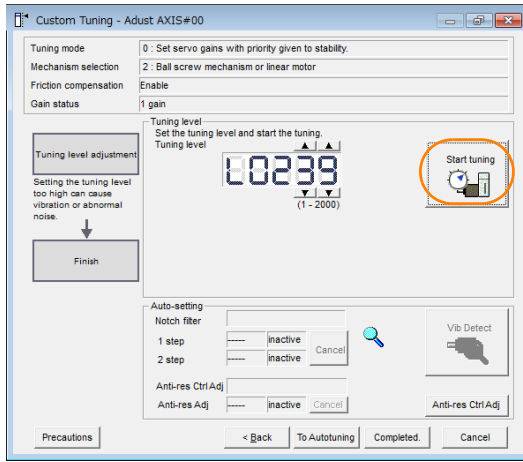 Custom Tuning - Adust AXIS#00
Tuning mode 0 : Set servo gains with priority given to stability.
Mechanism selection 2 : Ball screw mechanism or linear motor
Friction compensation Enable
Gain status 1 gain
Tuning level
Set the tuning level and start the tuning.
Tuning level
L0239
(1 - 2000)
Start tuning
Tuning level adjustment
Setting the tuning level
too high can cause
vibration or abnormal
noise.
Finish
Auto-setting
Notch filter
1 step ----- inactive
2 step ----- inactive
Cancel
Vib Detect
Anti-res Ctrl Adj
Anti-res Adj ----- inactive Cancel
Anti-res Ctrl Adj
Precautions < Back To Autotuning Completed. Cancel